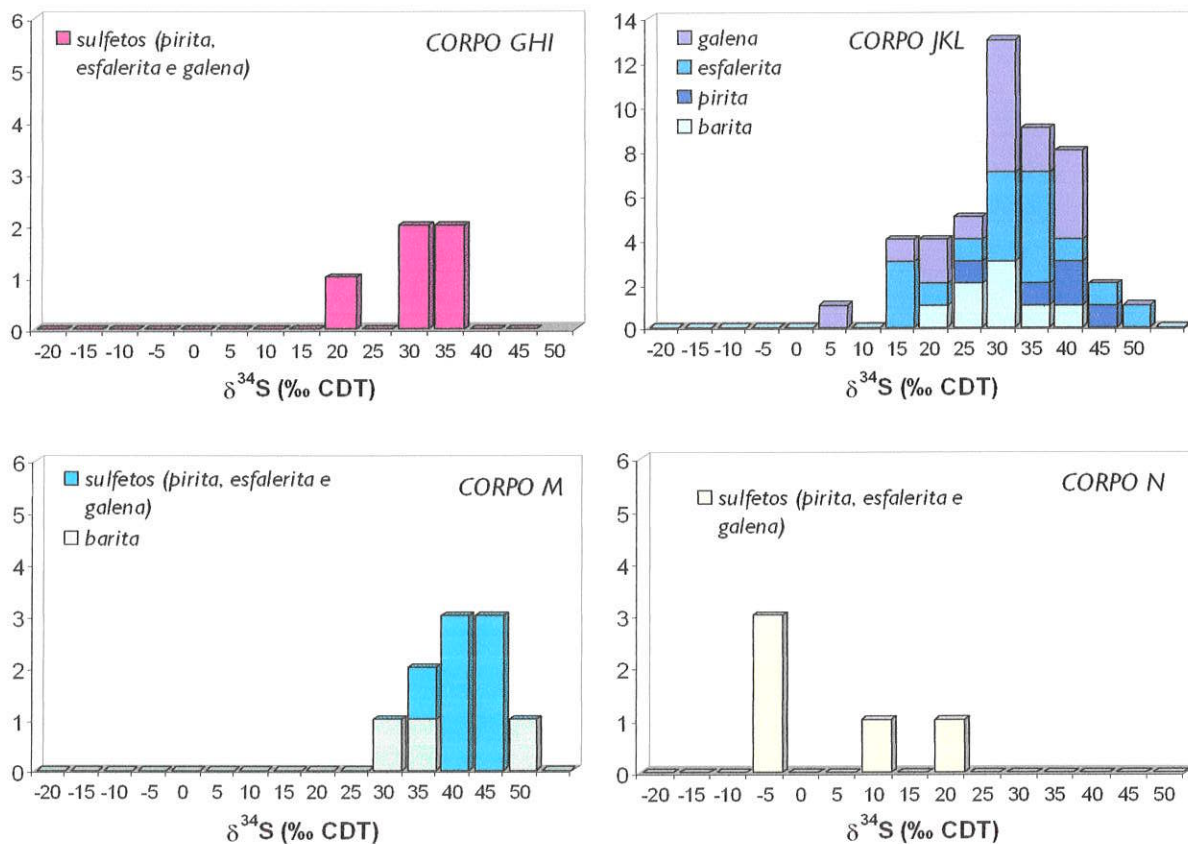 6
5
4
3
2
1
0
sulfetos (pirita,
esfalerita e galena)
CORPO GHI
-20 -15 -10 -5 0 5 10 15 20 25 30 35 40 45 50
δ³⁴S (‰ CDT)
14
12
10
8
6
4
2
0
galena
esfalerita
pirita
barita
CORPO JKL
-20 -15 -10 -5 0 5 10 15 20 25 30 35 40 45 50
δ³⁴S (‰ CDT)
6
5
4
3
2
1
0
sulfetos (pirita, esfalerita e
galena)
barita
CORPO M
-20 -15 -10 -5 0 5 10 15 20 25 30 35 40 45 50
δ³⁴S (‰ CDT)
6
5
4
3
2
1
0
sulfetos (pirita, esfalerita e
galena)
CORPO N
-20 -15 -10 -5 0 5 10 15 20 25 30 35 40 45 50
δ³⁴S (‰ CDT)